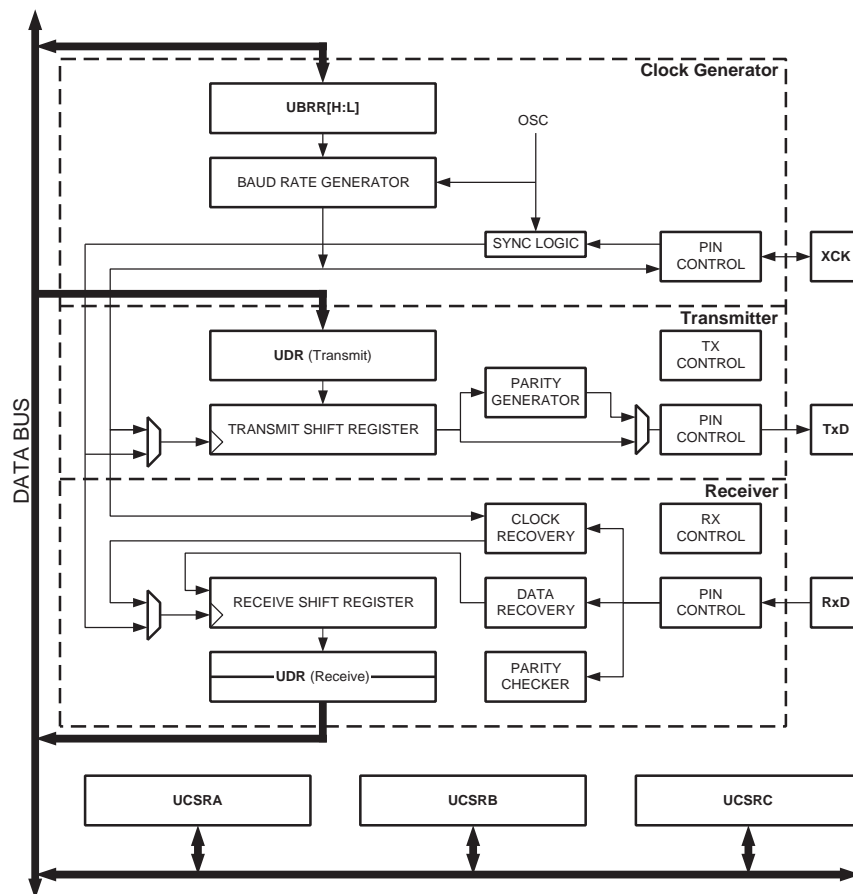 Clock Generator
UBRR[H:L]
OSC
BAUD RATE GENERATOR
SYNC LOGIC
PIN
CONTROL
XCK
Transmitter
UDR (Transmit)
TX
CONTROL
PARITY
GENERATOR
TRANSMIT SHIFT REGISTER
PIN
CONTROL
TxD
DATA BUS
Receiver
CLOCK
RECOVERY
RX
CONTROL
RECEIVE SHIFT REGISTER
DATA
RECOVERY
PIN
CONTROL
RxD
UDR (Receive)
PARITY
CHECKER
UCSRA
UCSRB
UCSRC